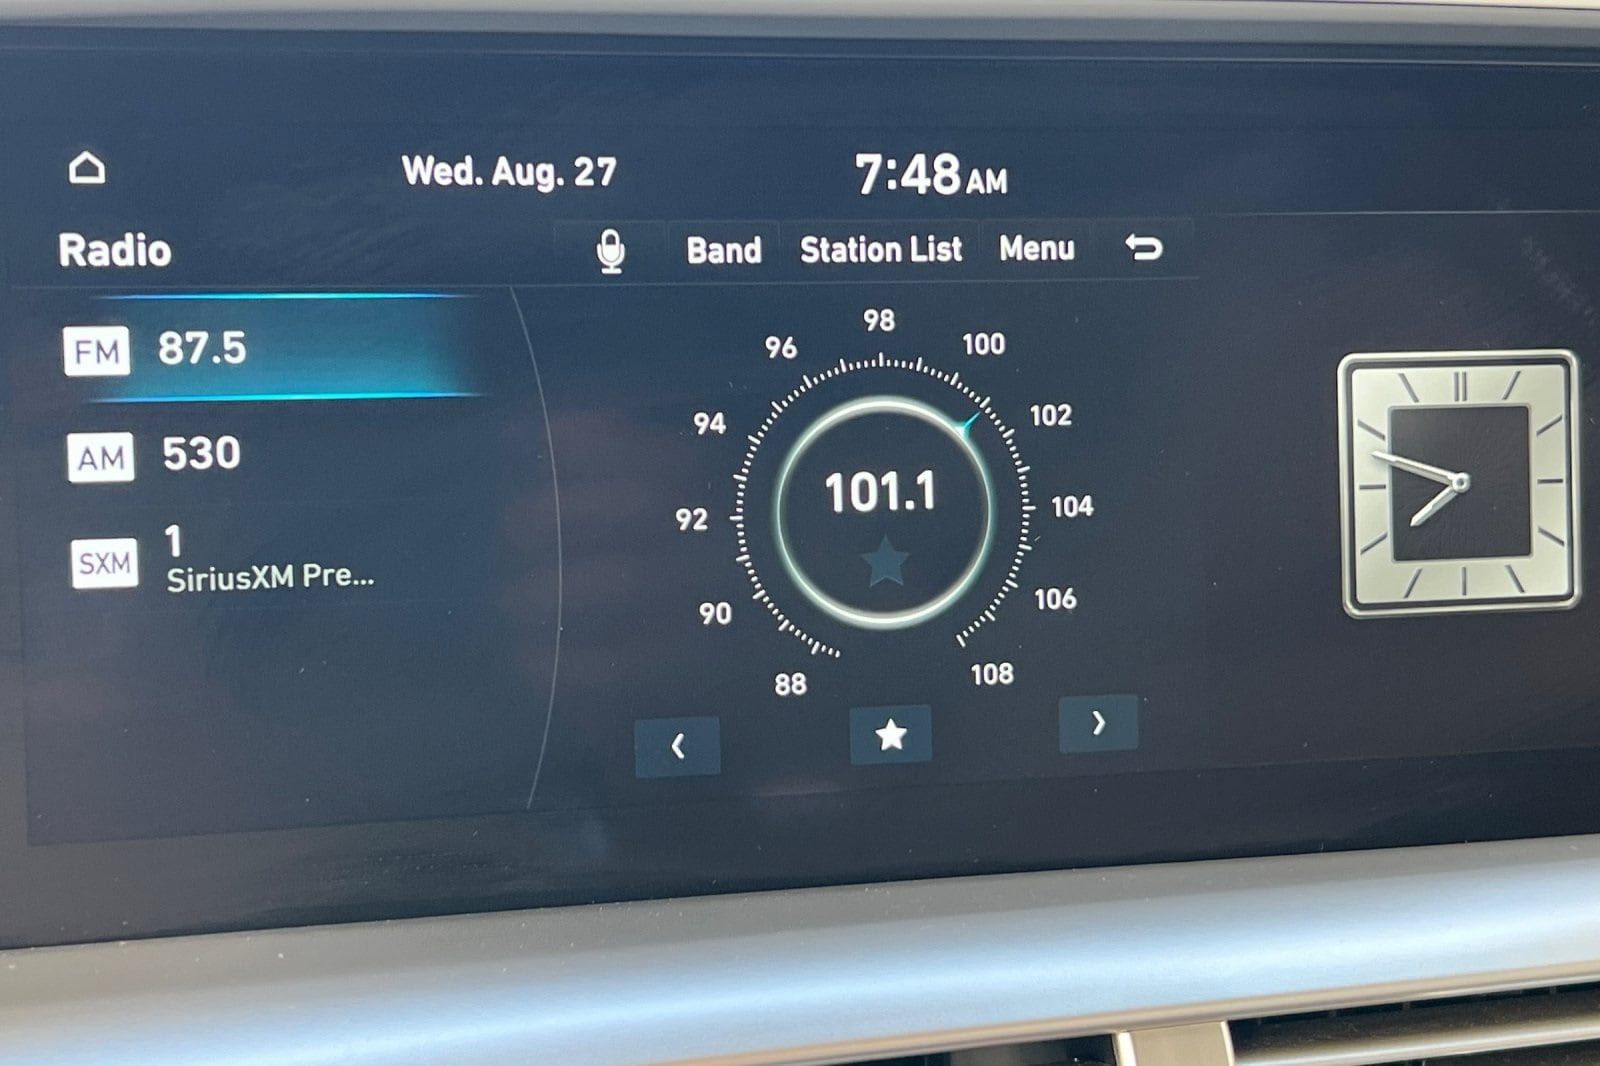 Wed. Aug. 27 7:48 AM
Radio Band Station List Menu
FM 87.5
AM 530
SXM 1
SiriusXM Pre...
98
96 100
94 102
101.1
92 104
90 106
88 108